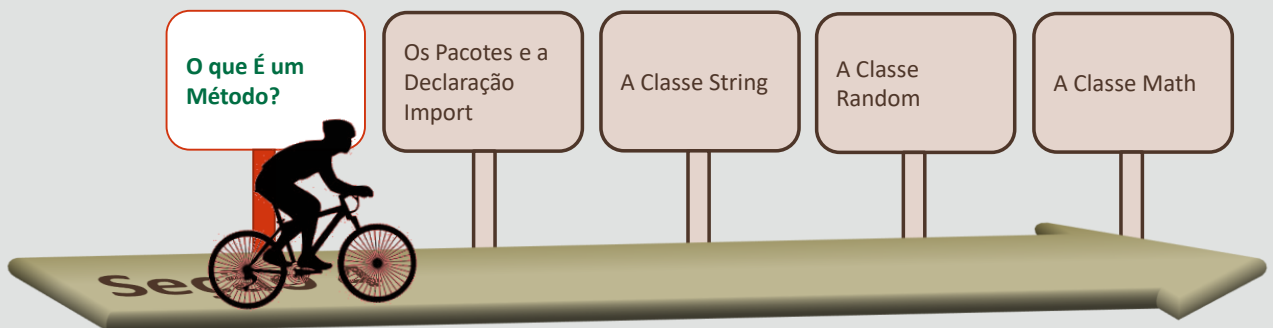 O que É um
Método?
Os Pacotes e a
Declaração
Import
A Classe String
A Classe
Random
A Classe Math